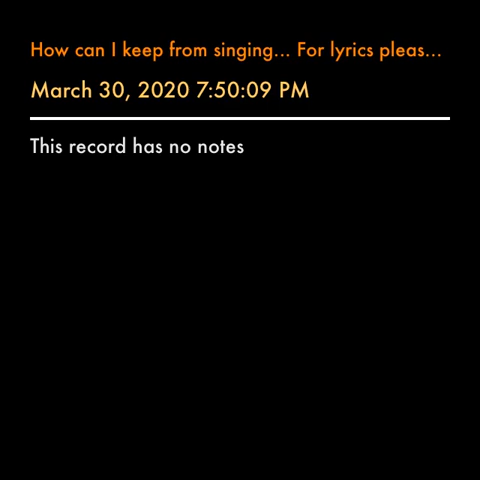 How can I keep from singing... For lyrics pleas...
March 30, 2020 7:50:09 PM
This record has no notes